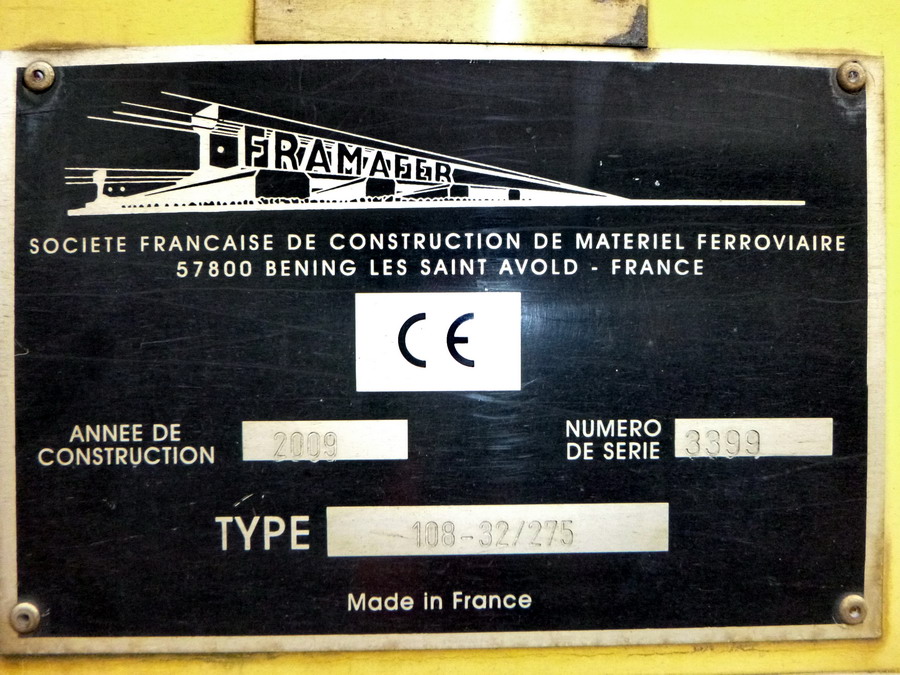 FRAMAFER
SOCIETE FRANCAISE DE CONSTRUCTION DE MATERIEL FERROVIAIRE
57800 BENING LES SAINT AVOLD - FRANCE
CE
ANNEE DE CONSTRUCTION 2009
NUMERO DE SERIE 3399
TYPE 108-32/275
Made in France